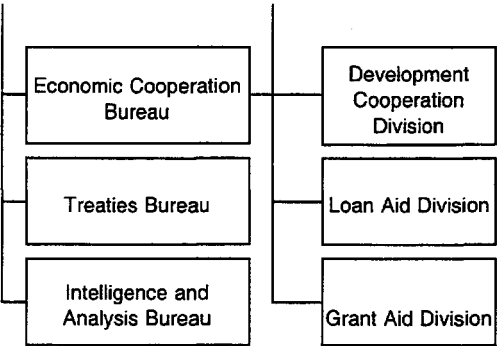 Economic Cooperation
Bureau
Development
Cooperation
Division
Treaties Bureau
Loan Aid Division
Intelligence and
Analysis Bureau
Grant Aid Division